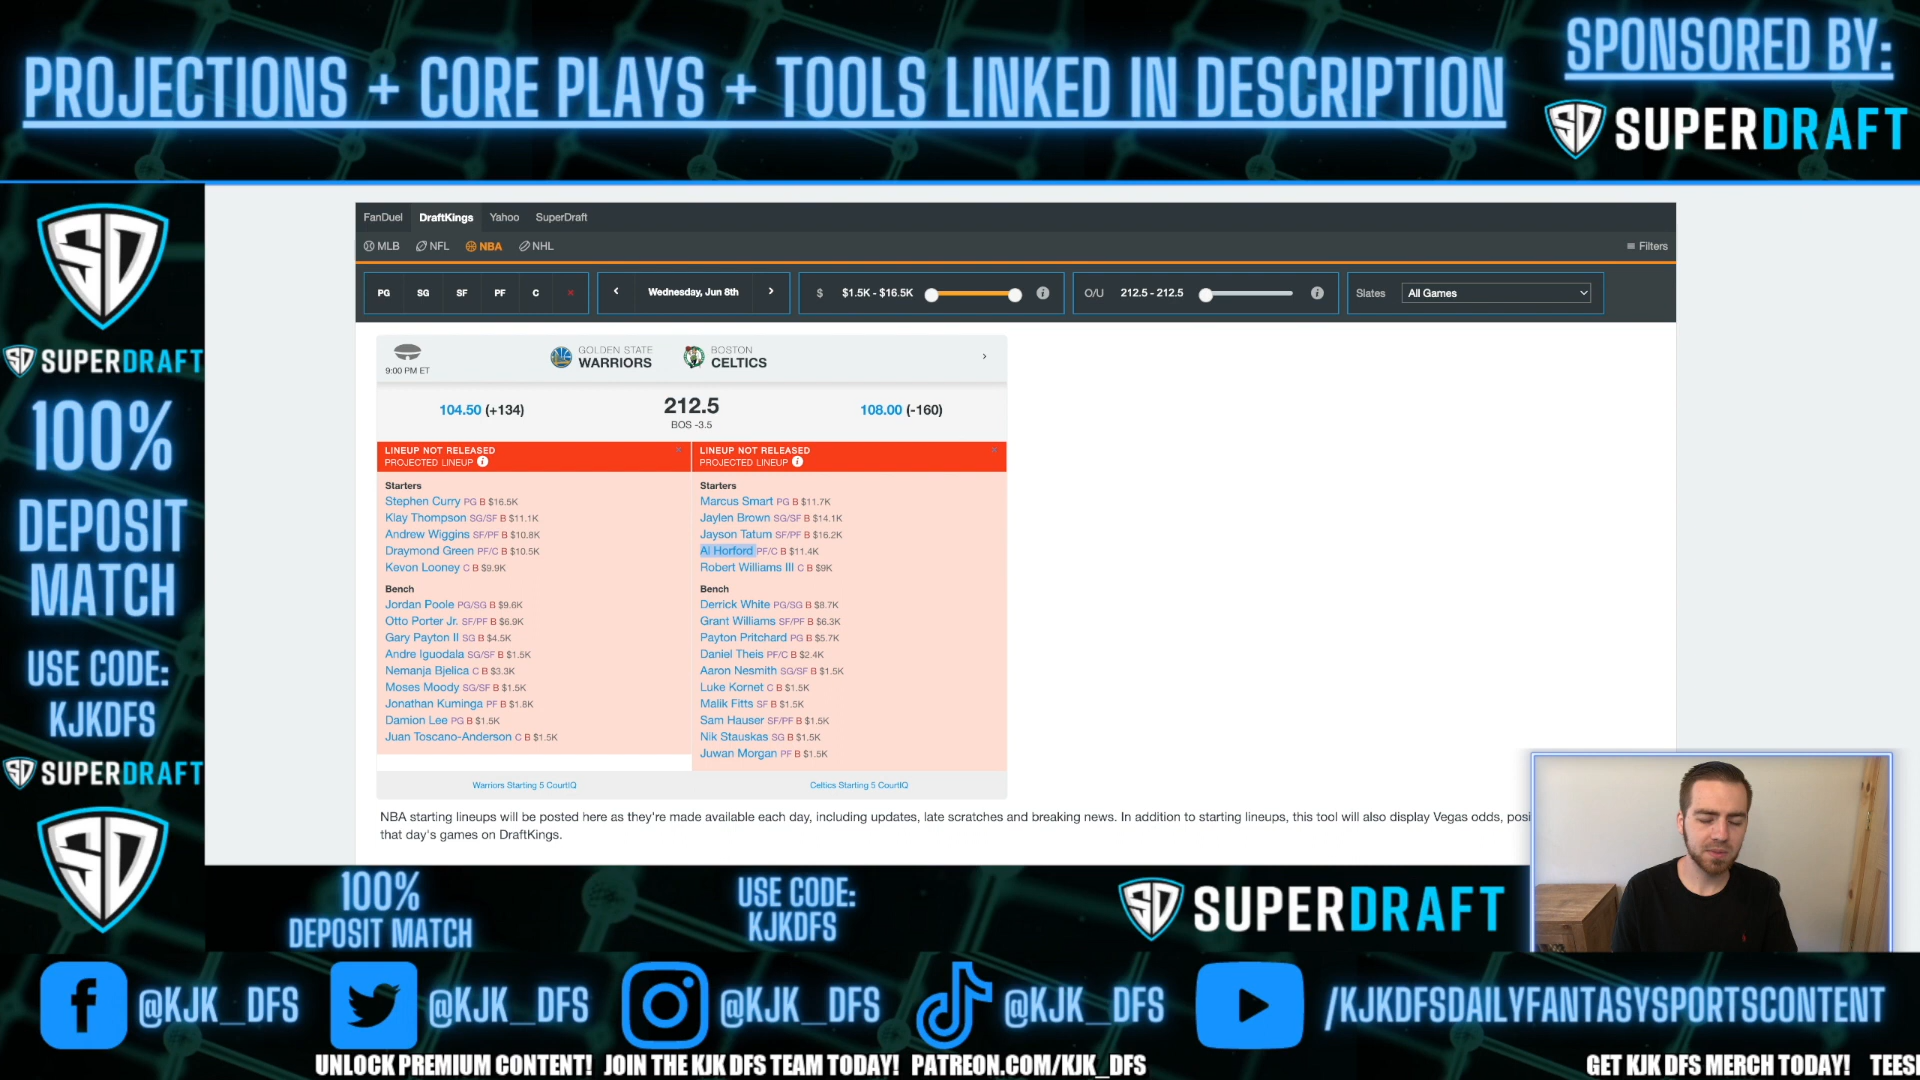 PROJECTIONS + CORE PLAYS + TOOLS LINKED IN DESCRIPTION
SPONSORED BY:
SD SUPERDRAFT
SD
SD SUPERDRAFT
100%
DEPOSIT
MATCH
USE CODE:
KJKDFS
SD SUPERDRAFT
SD
FanDuel DraftKings Yahoo SuperDraft
MLB NFL NBA NHL
Filters
PG SG SF PF C ×
‹ Wednesday, Jun 8th ›
$ $1.5K - $16.5K
O/U 212.5 - 212.5
Slates All Games
9:00 PM ET
GOLDEN STATE
WARRIORS
BOSTON
CELTICS
104.50 (+134)
212.5
BOS -3.5
108.00 (-160)
LINEUP NOT RELEASED
PROJECTED LINEUP
Starters
Stephen Curry PG B $16.5K
Klay Thompson SG/SF B $11.1K
Andrew Wiggins SF/PF B $10.8K
Draymond Green PF/C B $10.5K
Kevon Looney C B $9.9K
Bench
Jordan Poole PG/SG B $9.6K
Otto Porter Jr. SF/PF B $6.9K
Gary Payton II SG B $4.5K
Andre Iguodala SG/SF B $1.5K
Nemanja Bjelica C B $3.3K
Moses Moody SG/SF B $1.5K
Jonathan Kuminga PF B $1.8K
Damion Lee PG B $1.5K
Juan Toscano-Anderson C B $1.5K
Warriors Starting 5 CourtIQ
LINEUP NOT RELEASED
PROJECTED LINEUP
Starters
Marcus Smart PG B $11.7K
Jaylen Brown SG/SF B $14.1K
Jayson Tatum SF/PF B $16.2K
Al Horford PF/C B $11.4K
Robert Williams III C B $9K
Bench
Derrick White PG/SG B $8.7K
Grant Williams SF/PF B $6.3K
Payton Pritchard PG B $5.7K
Daniel Theis PF/C B $2.4K
Aaron Nesmith SG/SF B $1.5K
Luke Kornet C B $1.5K
Malik Fitts SF B $1.5K
Sam Hauser SF/PF B $1.5K
Nik Stauskas SG B $1.5K
Juwan Morgan PF B $1.5K
Celtics Starting 5 CourtIQ
NBA starting lineups will be posted here as they're made available each day, including updates, late scratches and breaking news. In addition to starting lineups, this tool will also display Vegas odds, posi
that day's games on DraftKings.
100%
DEPOSIT MATCH
USE CODE:
KJKDFS
SD SUPERDRAFT
@KJK_DFS @KJK_DFS @KJK_DFS @KJK_DFS /KJKDFSDAILYFANTASYSPORTSCONTENT
UNLOCK PREMIUM CONTENT! JOIN THE KJK DFS TEAM TODAY! PATREON.COM/KJK_DFS GET KJK DFS MERCH TODAY! TEES